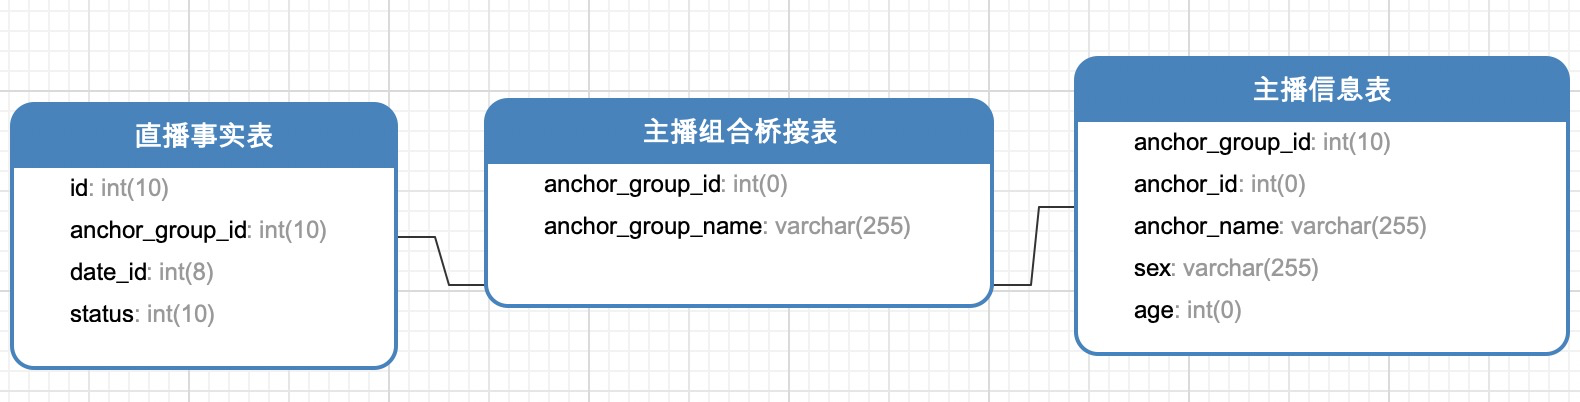 直播事实表
id: int(10)
anchor_group_id: int(10)
date_id: int(8)
status: int(10)
主播组合桥接表
anchor_group_id: int(0)
anchor_group_name: varchar(255)
主播信息表
anchor_group_id: int(10)
anchor_id: int(0)
anchor_name: varchar(255)
sex: varchar(255)
age: int(0)